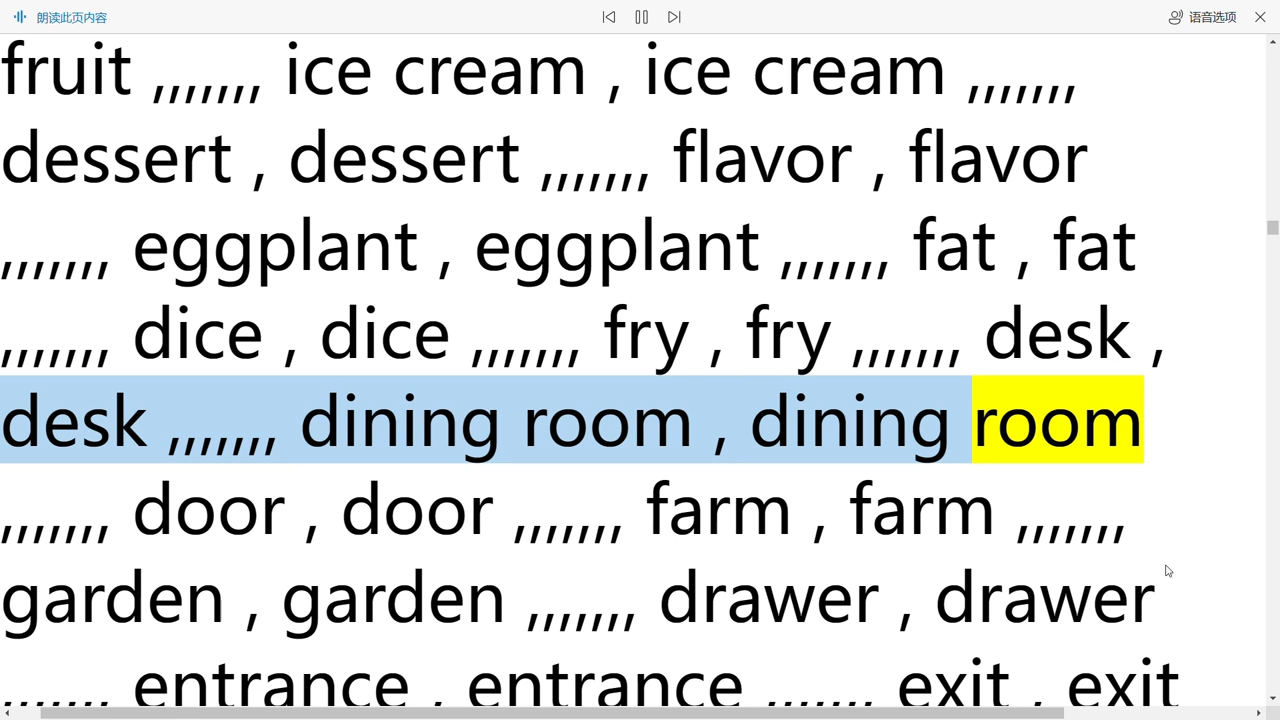 朗读此页内容 语音选项
fruit ,,,,,,, ice cream , ice cream ,,,,,,,
dessert , dessert ,,,,,,, flavor , flavor
,,,,,,, eggplant , eggplant ,,,,,,, fat , fat
,,,,,,, dice , dice ,,,,,,, fry , fry ,,,,,,, desk ,
desk ,,,,,,, dining room , dining room
,,,,,,, door , door ,,,,,,, farm , farm ,,,,,,,
garden , garden ,,,,,,, drawer , drawer
,,,,,,, entrance , entrance ,,,,,,, exit , exit